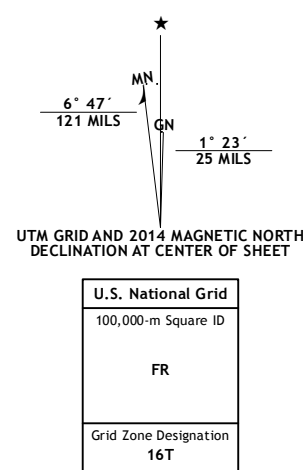 MN.
6° 47´
121 MILS
GN
1° 23´
25 MILS
UTM GRID AND 2014 MAGNETIC NORTH
DECLINATION AT CENTER OF SHEET
U.S. National Grid
100,000-m Square ID
FR
Grid Zone Designation
16T